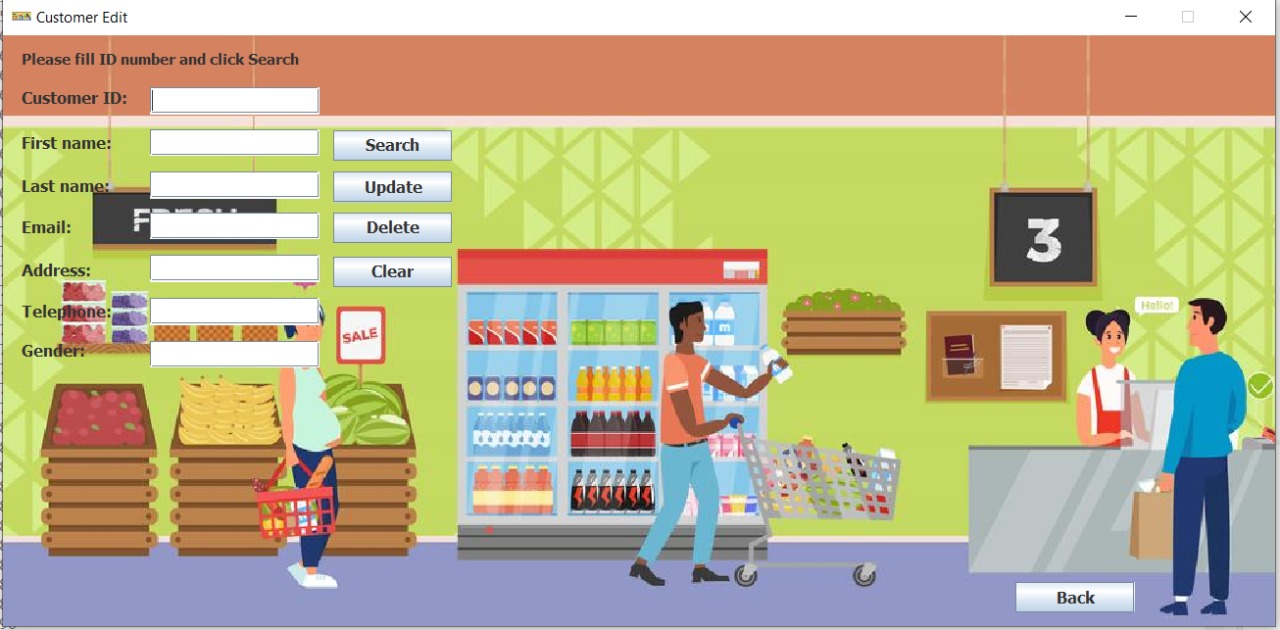 Customer Edit
Please fill ID number and click Search
Customer ID:
First name:
Search
Last name:
Update
Email:
Delete
Address:
Clear
Telephone:
Gender:
SALE
3
Hello!
Back